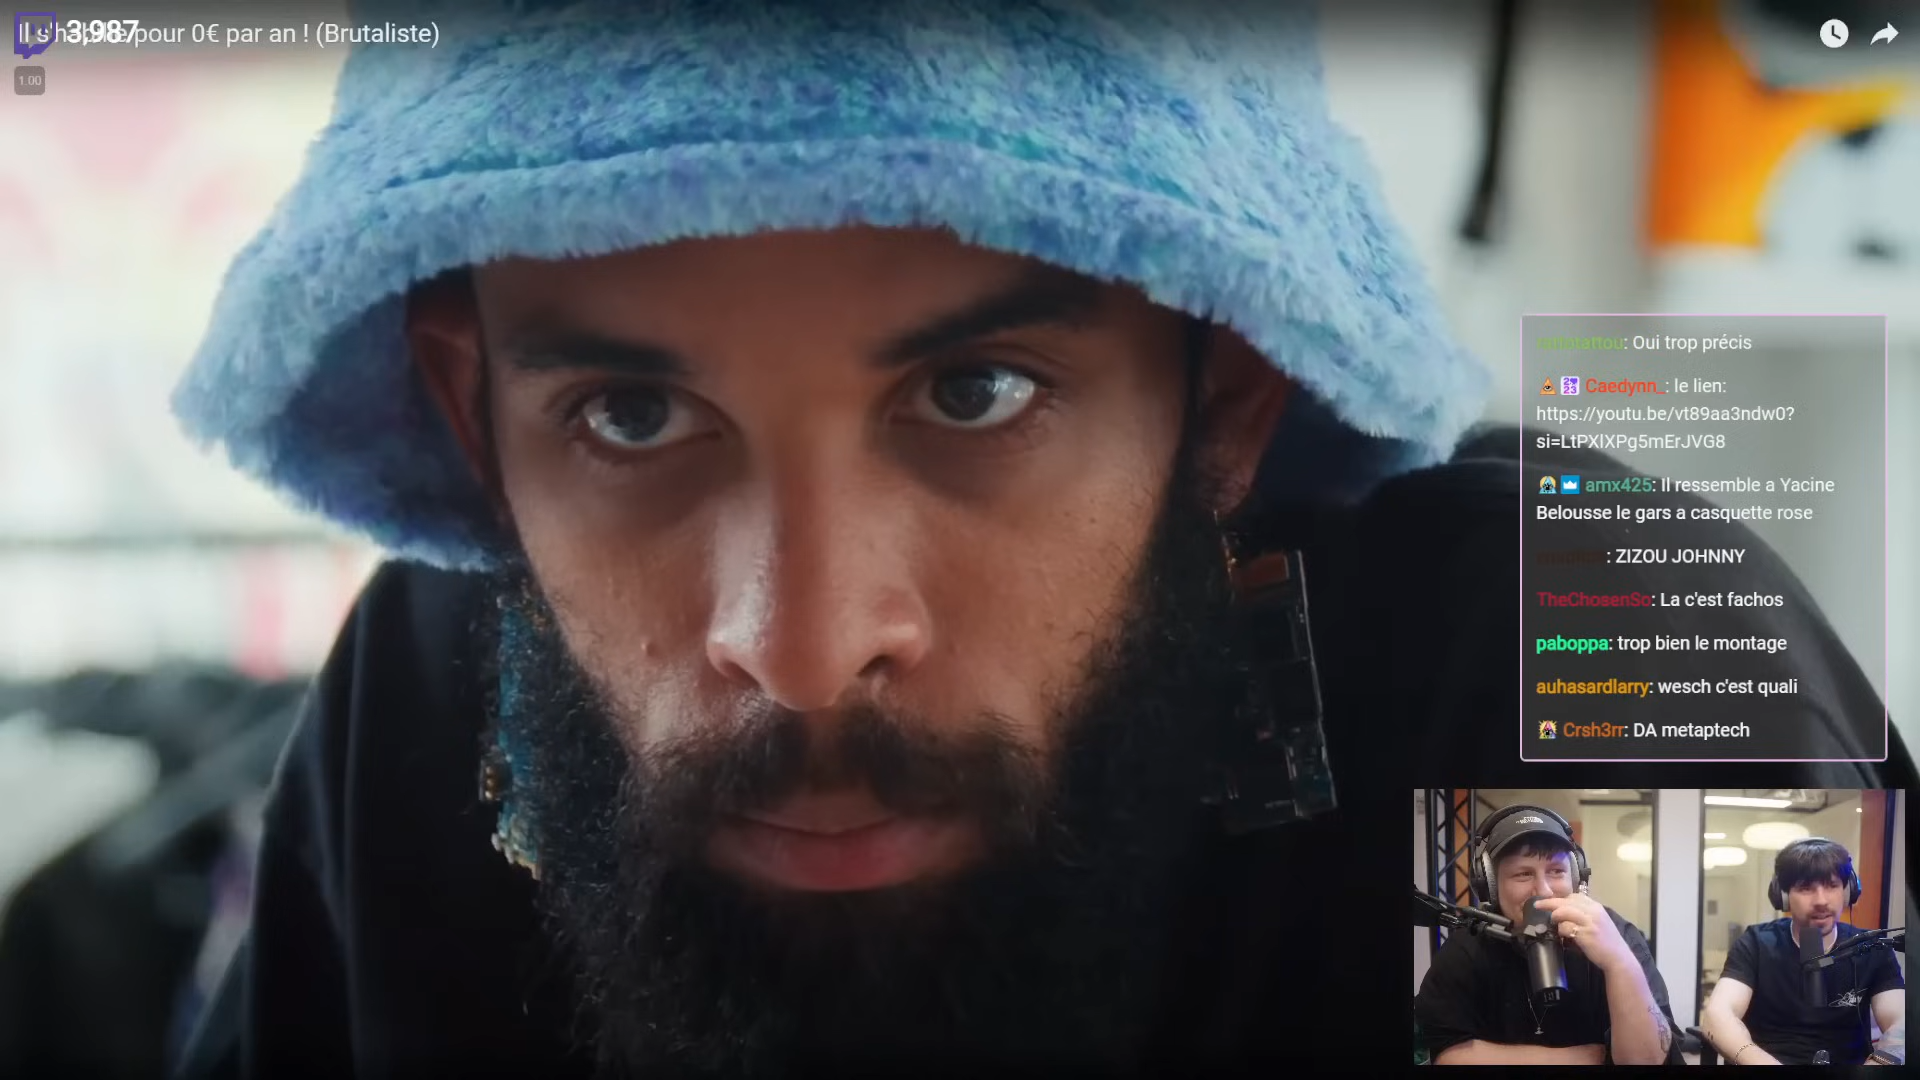 Il s'habille pour 0€ par an ! (Brutaliste)
3,987
1.00
: Oui trop précis
Caedynn_: le lien:
https://youtu.be/vt89aa3ndw0?
si=LtPXlXPg5mErJVG8
amx425: Il ressemble a Yacine
Belousse le gars a casquette rose
: ZIZOU JOHNNY
TheChosenSo: La c'est fachos
paboppa: trop bien le montage
auhasardlarry: wesch c'est quali
Crsh3rr: DA metaptech